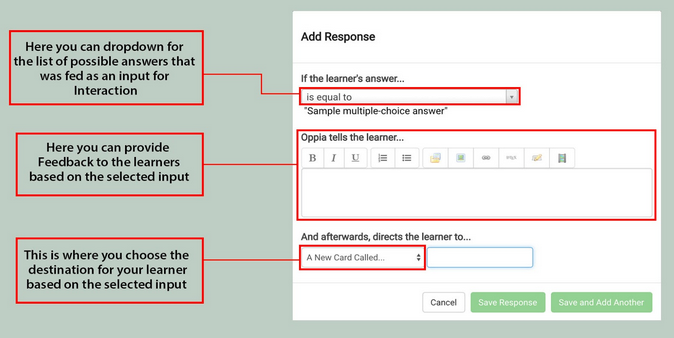 Add Response
Here you can dropdown for
the list of possible answers that
was fed as an input for
Interaction
If the learner's answer...
is equal to
"Sample multiple-choice answer"
Here you can provide
Feedback to the learners
based on the selected input
Oppia tells the learner...
B I U
This is where you choose the
destination for your learner
based on the selected input
And afterwards, directs the learner to...
A New Card Called...
Cancel Save Response Save and Add Another